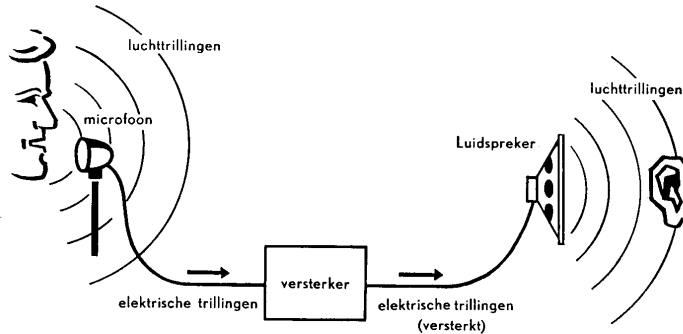 luchttrillingen
luchttrillingen
microfoon
Luidspreker
versterker
elektrische trillingen
elektrische trillingen
(versterkt)